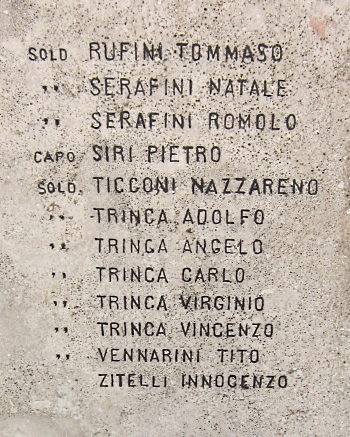 SOLD. RUFINI TOMMASO
,, SERAFINI NATALE
,, SERAFINI ROMOLO
CAPO SIRI PIETRO
SOLD. TICCONI NAZZARENO
,, TRINCA ADOLFO
,, TRINCA ANGELO
,, TRINCA CARLO
,, TRINCA VIRGINIO
,, TRINCA VINCENZO
,, VENNARINI TITO
ZITELLI INNOCENZO